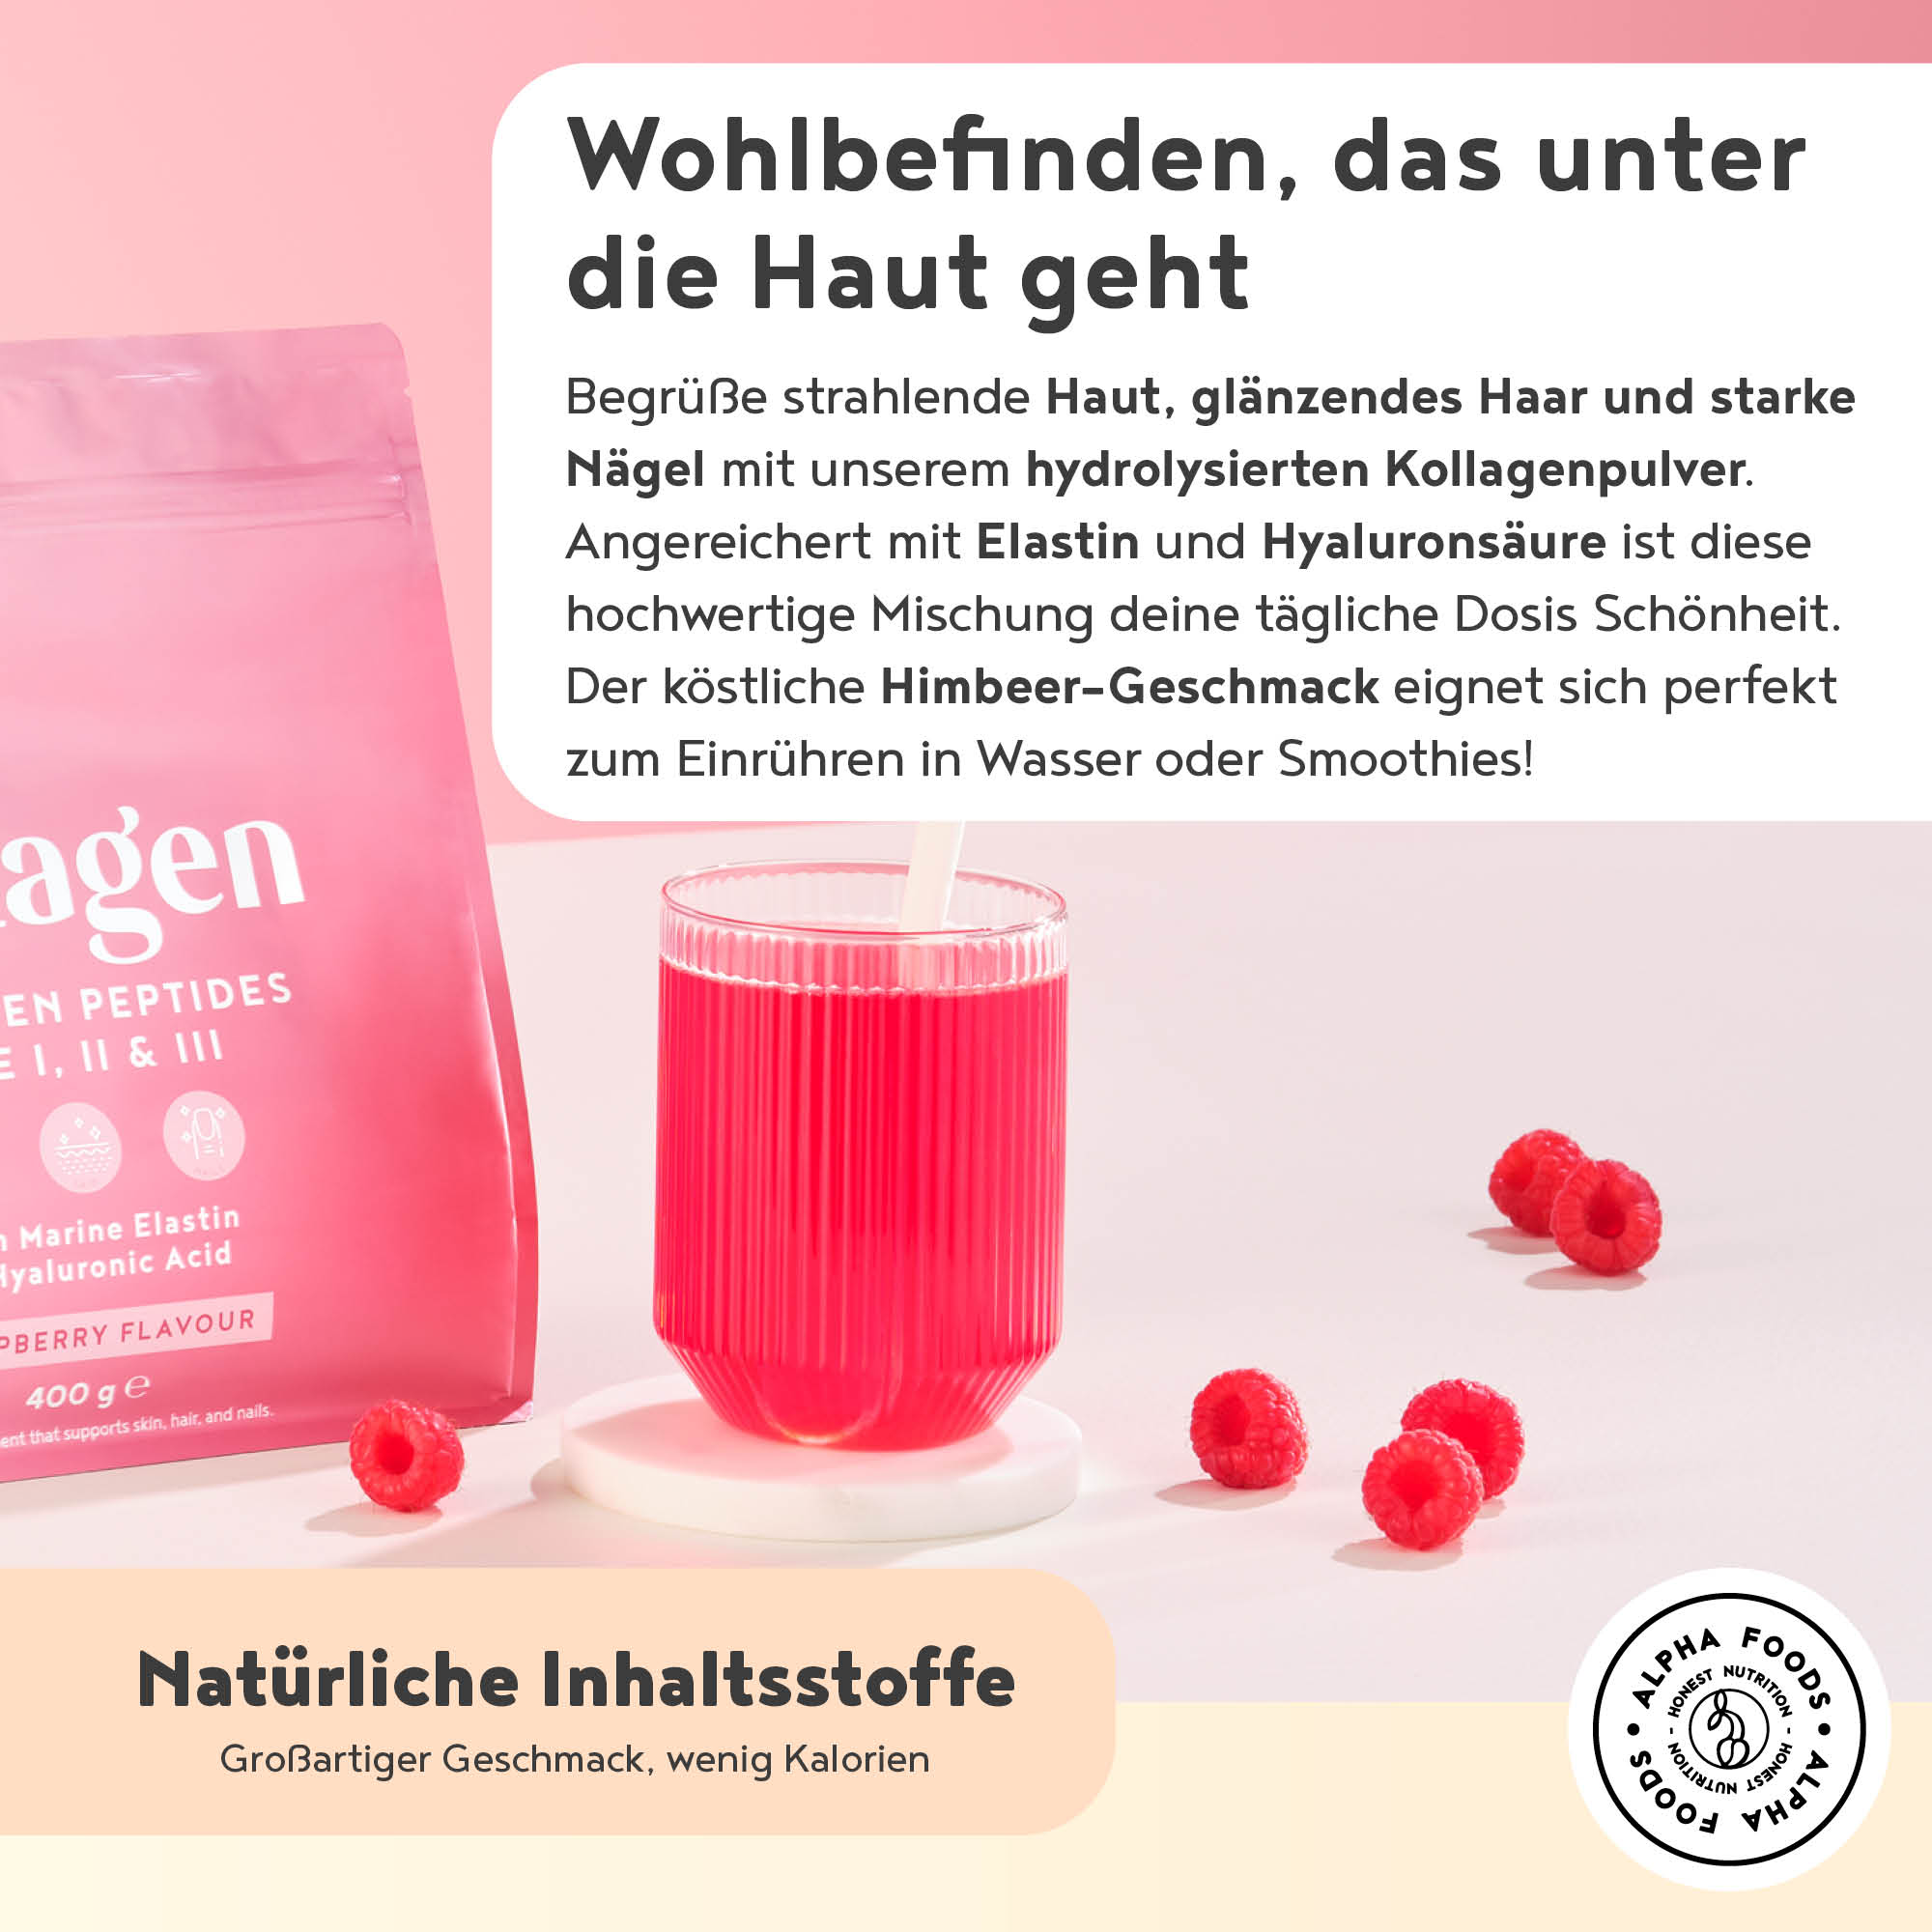 Wohlbefinden, das unter
die Haut geht
Begrüße strahlende Haut, glänzendes Haar und starke
Nägel mit unserem hydrolysierten Kollagenpulver.
Angereichert mit Elastin und Hyaluronsäure ist diese
hochwertige Mischung deine tägliche Dosis Schönheit.
Der köstliche Himbeer-Geschmack eignet sich perfekt
zum Einrühren in Wasser oder Smoothies!
agen
EN PEPTIDES
E I, II & III
Marine Elastin
Hyaluronic Acid
PBERRY FLAVOUR
400 g ℮
ent that supports skin, hair, and nails.
Natürliche Inhaltsstoffe
Großartiger Geschmack, wenig Kalorien
ALPHA FOODS • ALPHA FOODS •
HONEST NUTRITION - HONEST NUTRITION -